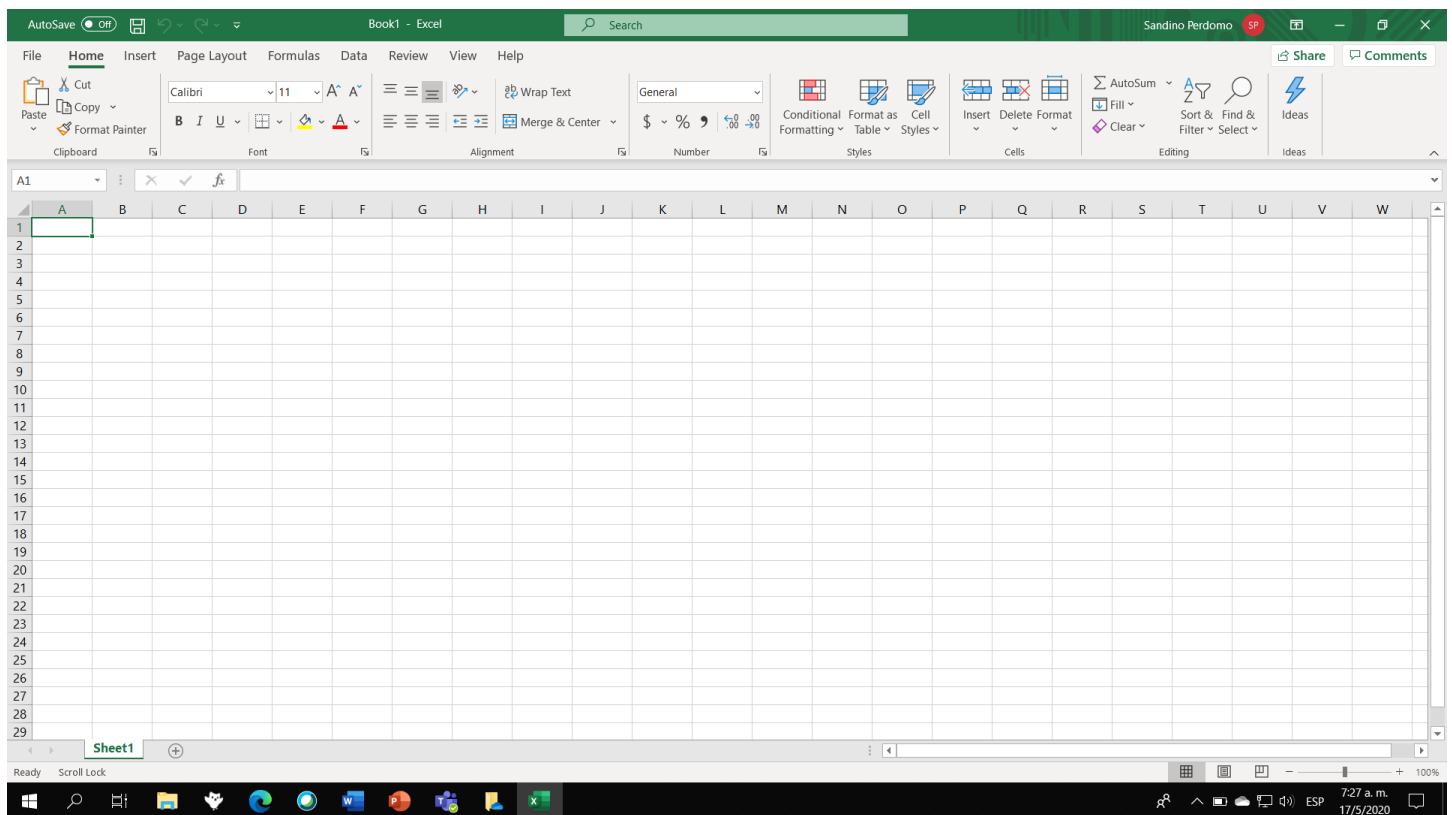 AutoSave Off Book1 - Excel Search Sandino Perdomo SP
File Home Insert Page Layout Formulas Data Review View Help Share Comments
Paste
Cut
Copy
Format Painter
Clipboard
Calibri 11 A A
B I U A
Font
ab Wrap Text
Merge & Center
Alignment
General
$ % 9 .00 .00
Number
Conditional Formatting
Format as Table
Cell Styles
Styles
Insert Delete Format
Cells
AutoSum
Fill
Clear
Sort & Filter
Find & Select
Editing
Ideas
Ideas
A1 fx
A B C D E F G H I J K L M N O P Q R S T U V W
1
2
3
4
5
6
7
8
9
10
11
12
13
14
15
16
17
18
19
20
21
22
23
24
25
26
27
28
29
Sheet1
Ready Scroll Lock 100%
ESP 7:27 a. m.
17/5/2020